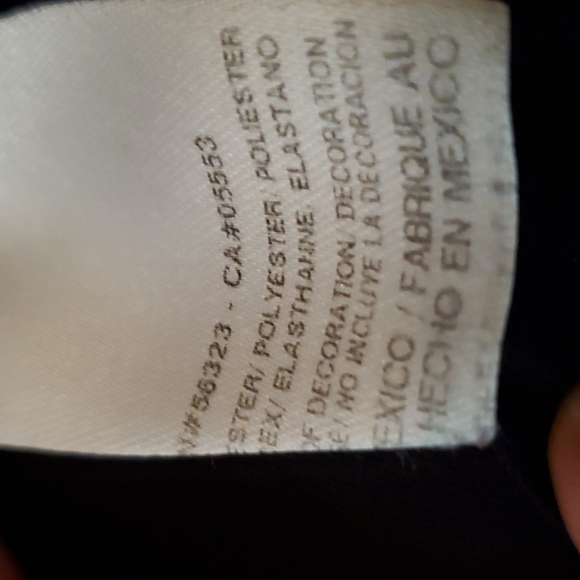 N#56323 - CA#05553
ESTER/ POLYESTER/ POLIESTER
EX/ ELASTHANNE/ ELASTANO
OF DECORATION/ DECORATION
E/ NO INCLUYE LA DECORACION
EXICO / FABRIQUE AU
HECHO EN MEXICO